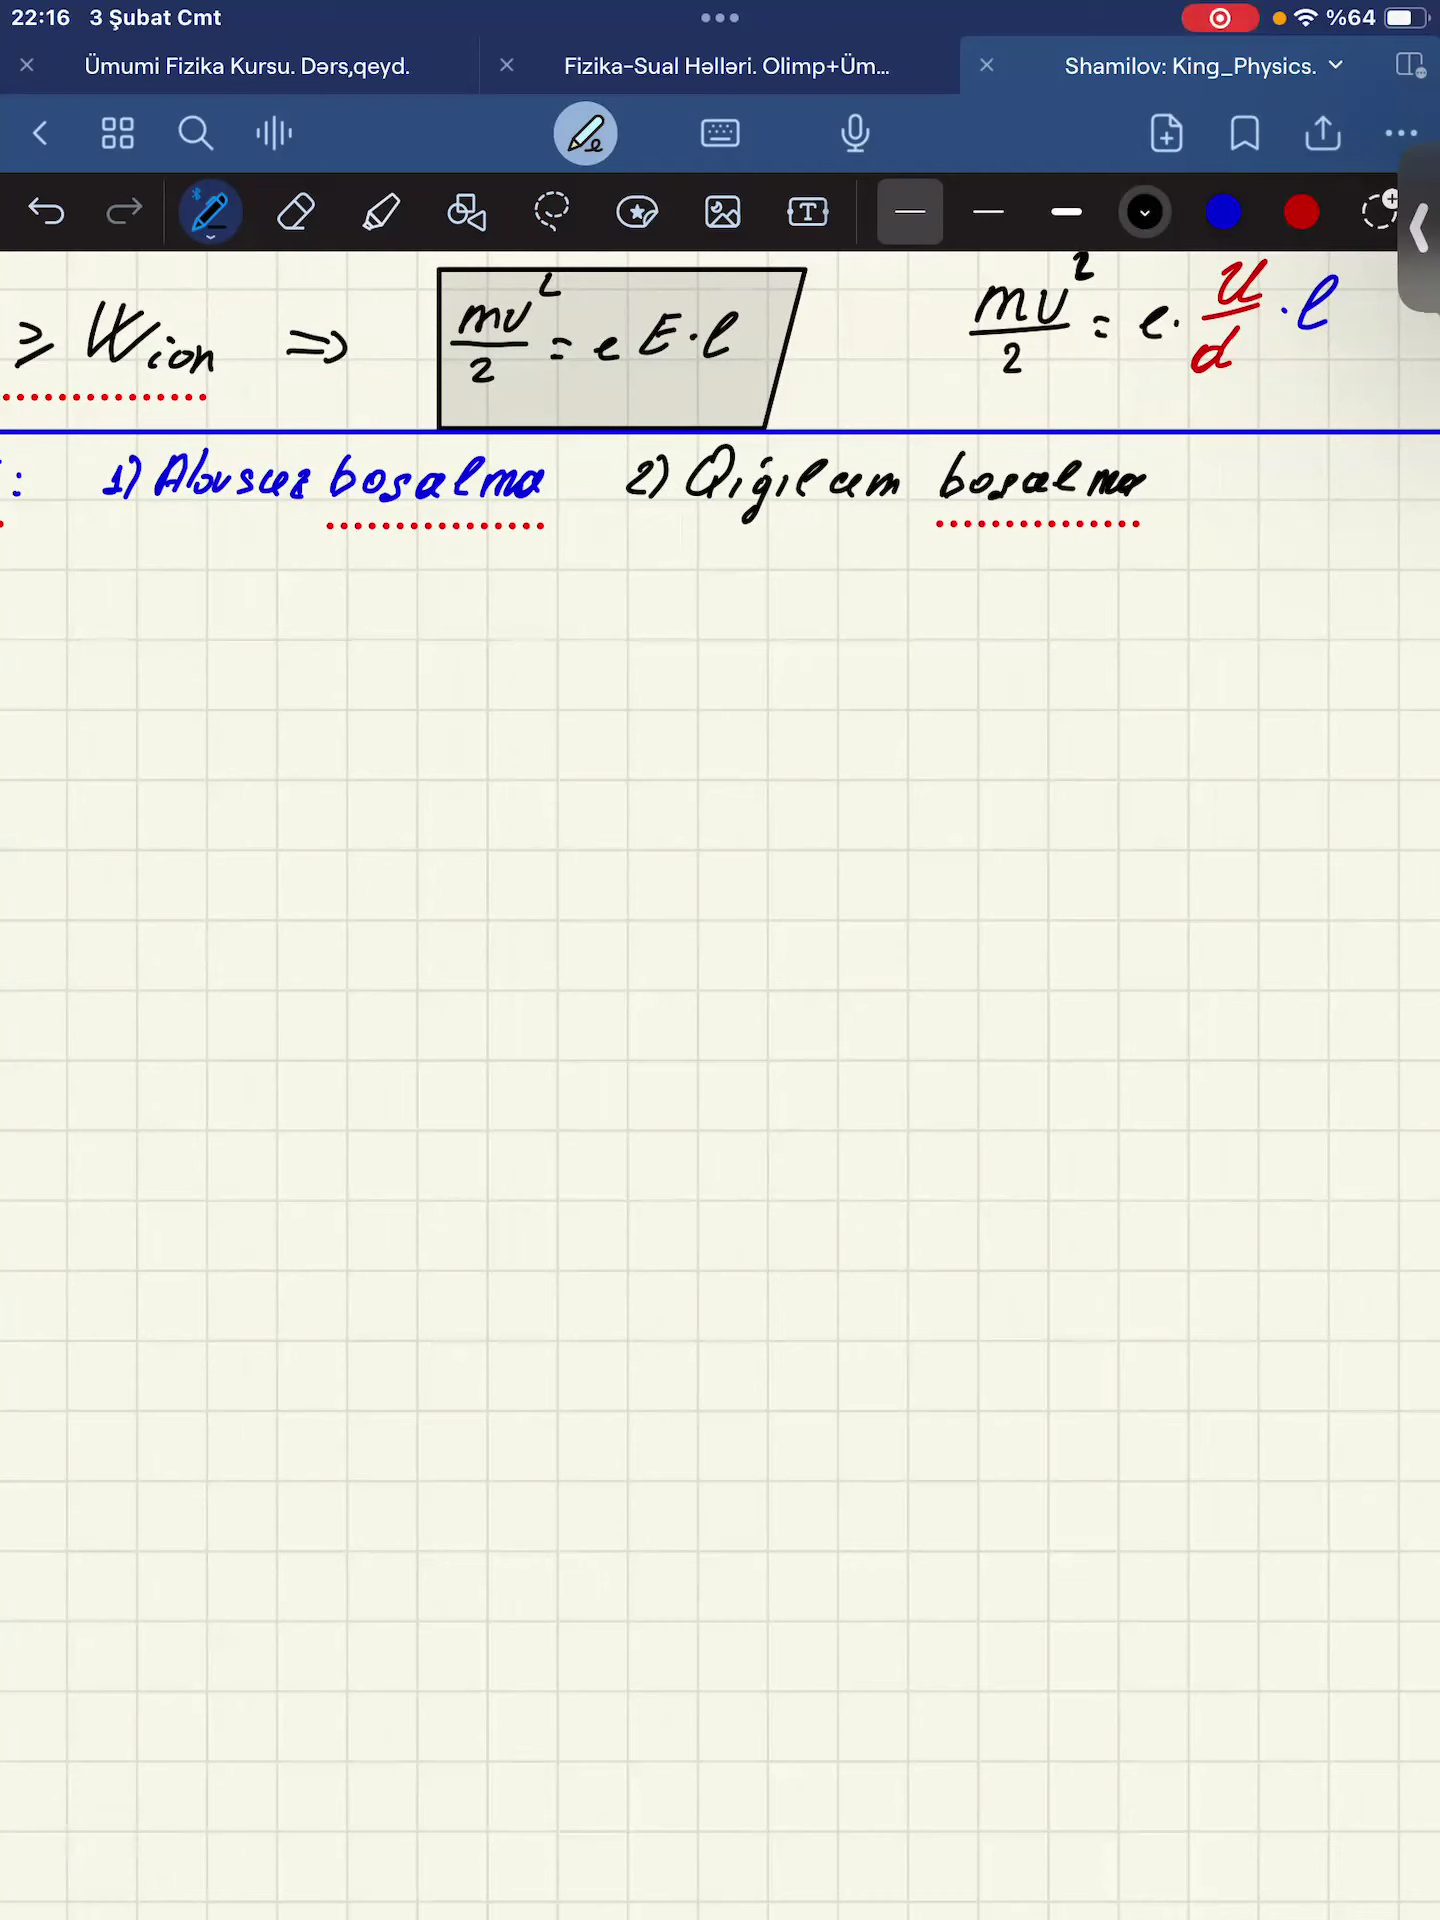 22:16 3 Şubat Cmt %64
Ümumi Fizika Kursu. Dərs,qeyd. Fizika-Sual Həlləri. Olimp+Üm... Shamilov: King_Physics.
≥ Wion ⇒ mv²/2 = e E·l mv²/2 = e· U/d ·l
: 1) Alovsuz boşalma 2) Qığılcım boşalma